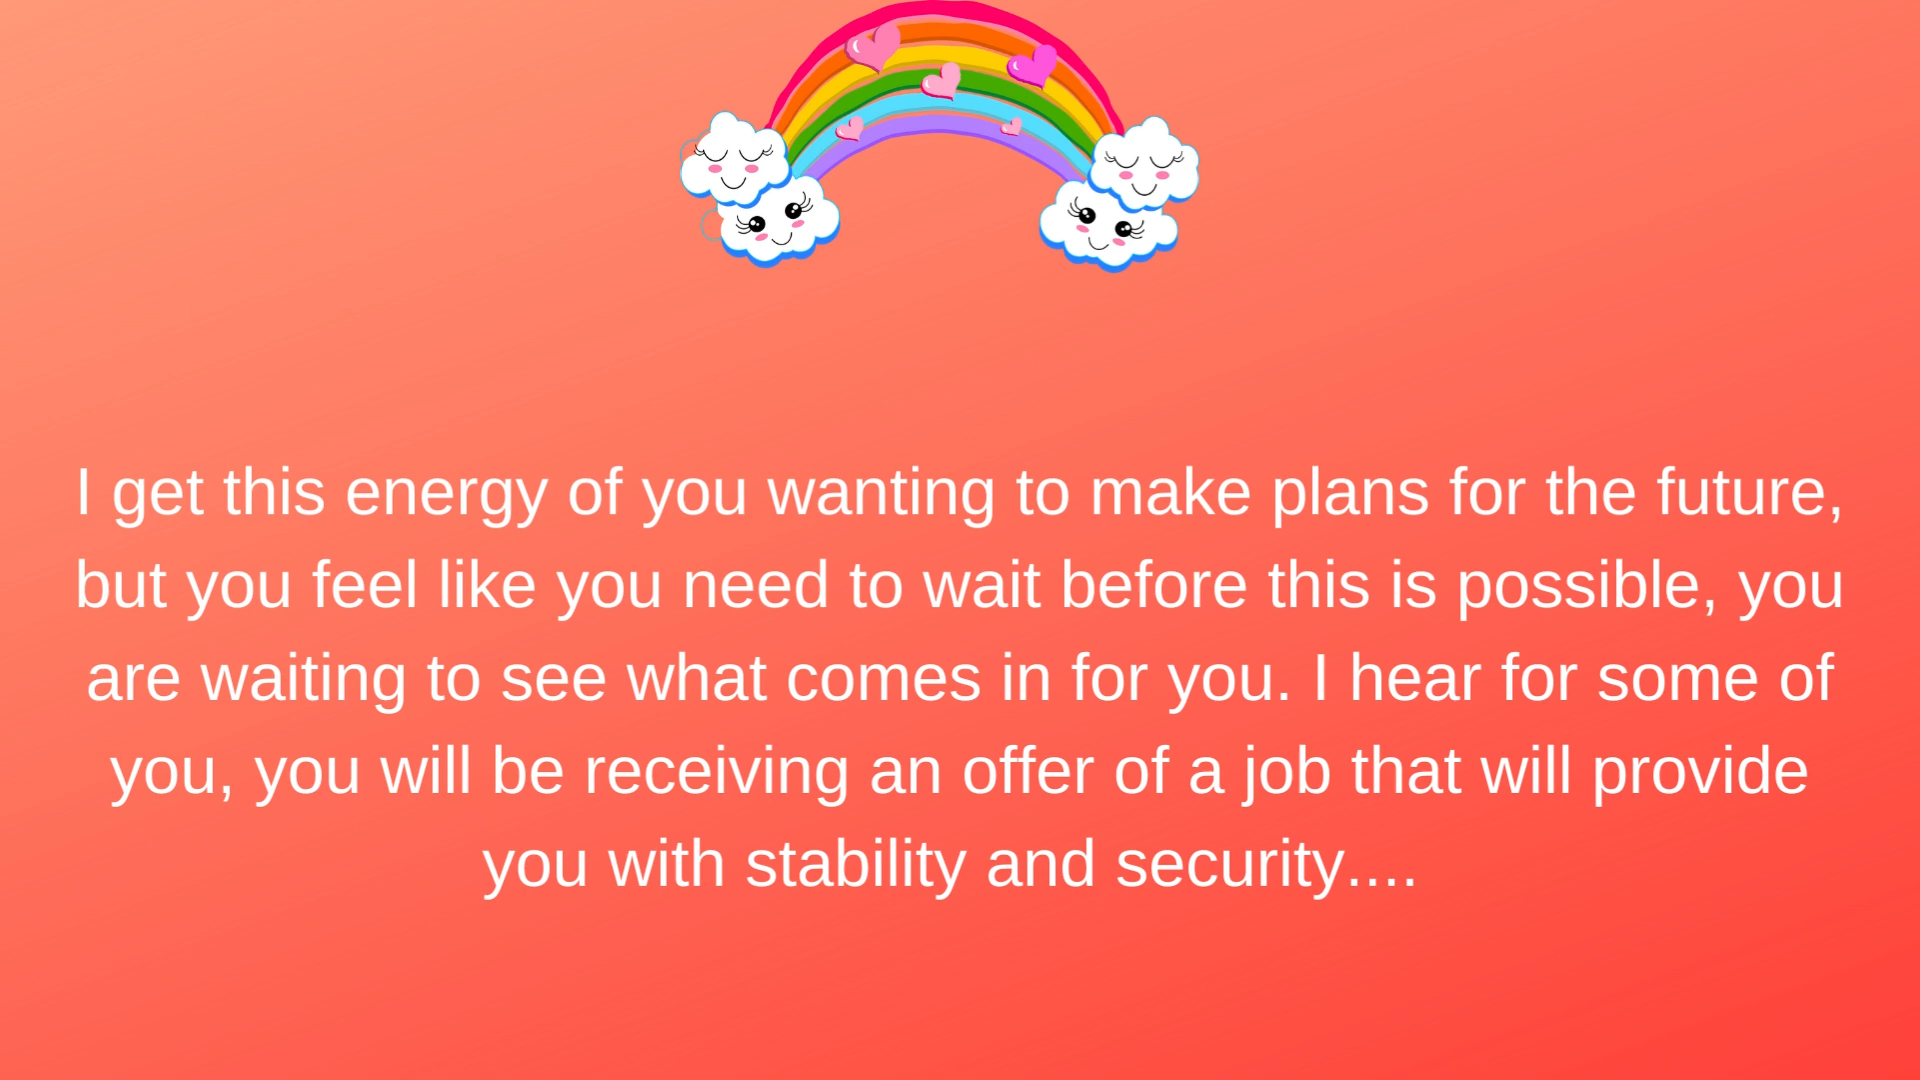 I get this energy of you wanting to make plans for the future,
but you feel like you need to wait before this is possible, you
are waiting to see what comes in for you. I hear for some of
you, you will be receiving an offer of a job that will provide
you with stability and security....